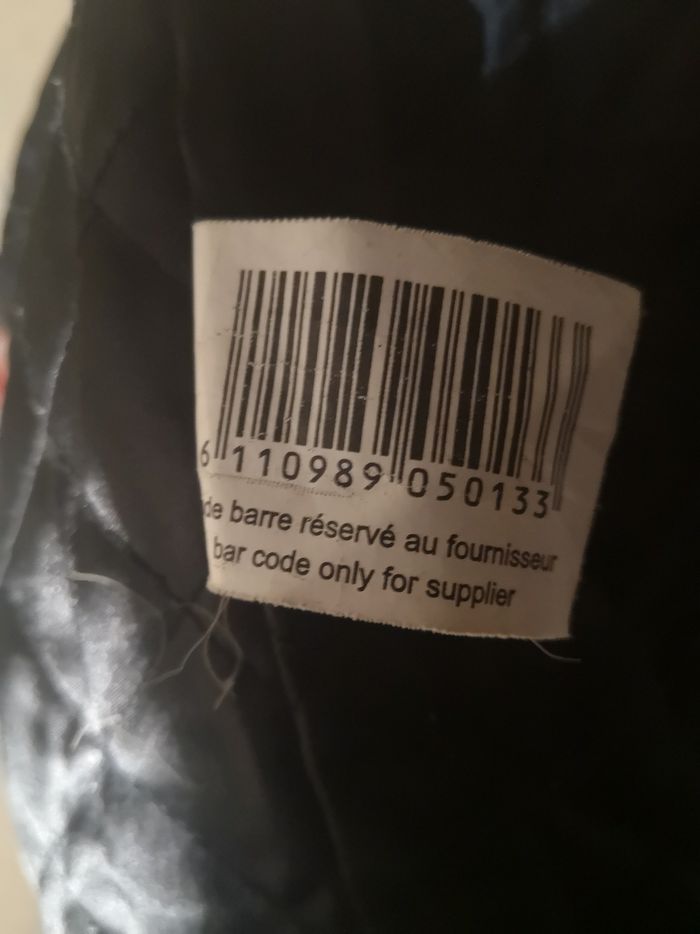 6 110989 050133
de barre réservé au fournisseur
bar code only for supplier